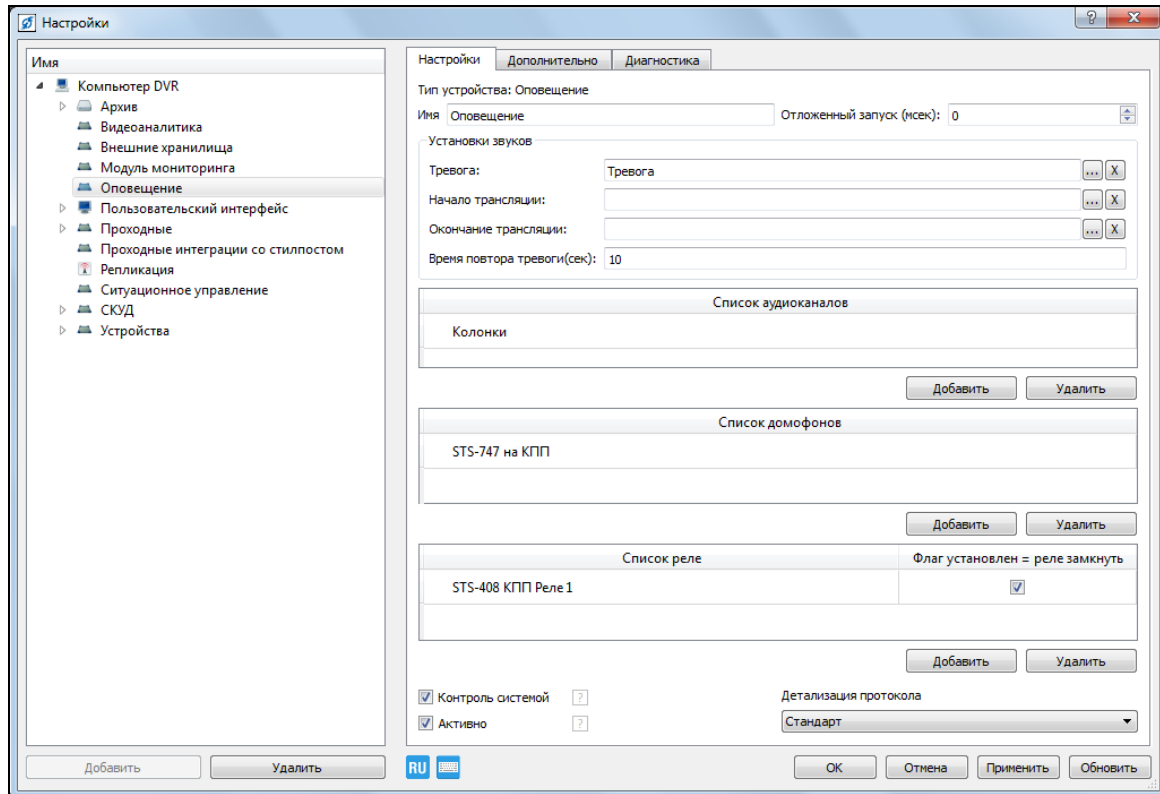 Настройки
Имя
Компьютер DVR
Архив
Видеоаналитика
Внешние хранилища
Модуль мониторинга
Оповещение
Пользовательский интерфейс
Проходные
Проходные интеграции со стилпостом
Репликация
Ситуационное управление
СКУД
Устройства
Добавить Удалить
Настройки Дополнительно Диагностика
Тип устройства: Оповещение
Имя Оповещение Отложенный запуск (мсек): 0
Установки звуков
Тревога: Тревога ... X
Начало трансляции: ... X
Окончание трансляции: ... X
Время повтора тревоги(сек): 10
Список аудиоканалов
Колонки
Добавить Удалить
Список домофонов
STS-747 на КПП
Добавить Удалить
Список реле Флаг установлен = реле замкнуть
STS-408 КПП Реле 1
Добавить Удалить
Контроль системой ? Детализация протокола
Активно ? Стандарт
RU OK Отмена Применить Обновить